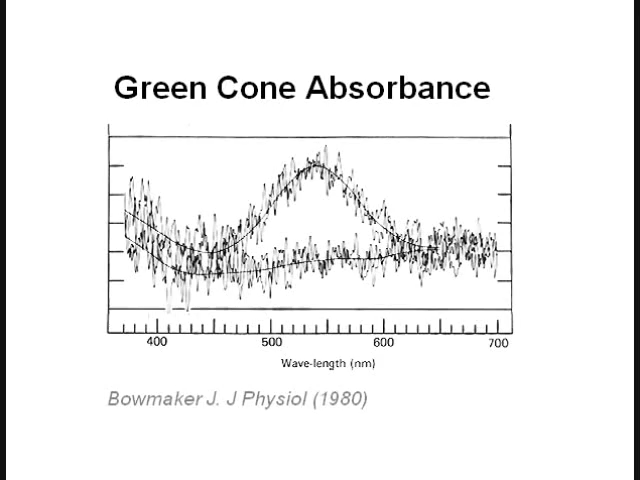 Green Cone Absorbance
400 500 600 700
Wave-length (nm)
Bowmaker J. J Physiol (1980)